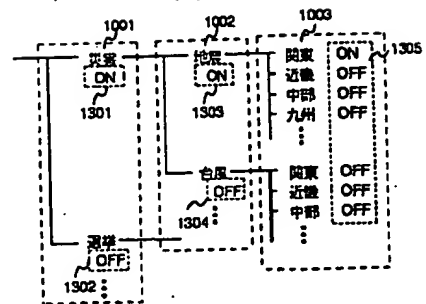 1001
1002
1003
災害
ON
1301
地震
ON
1303
関東 ON
近畿 OFF
中部 OFF
九州 OFF
1305
台風
OFF
1304
関東 OFF
近畿 OFF
中部 OFF
選挙
OFF
1302